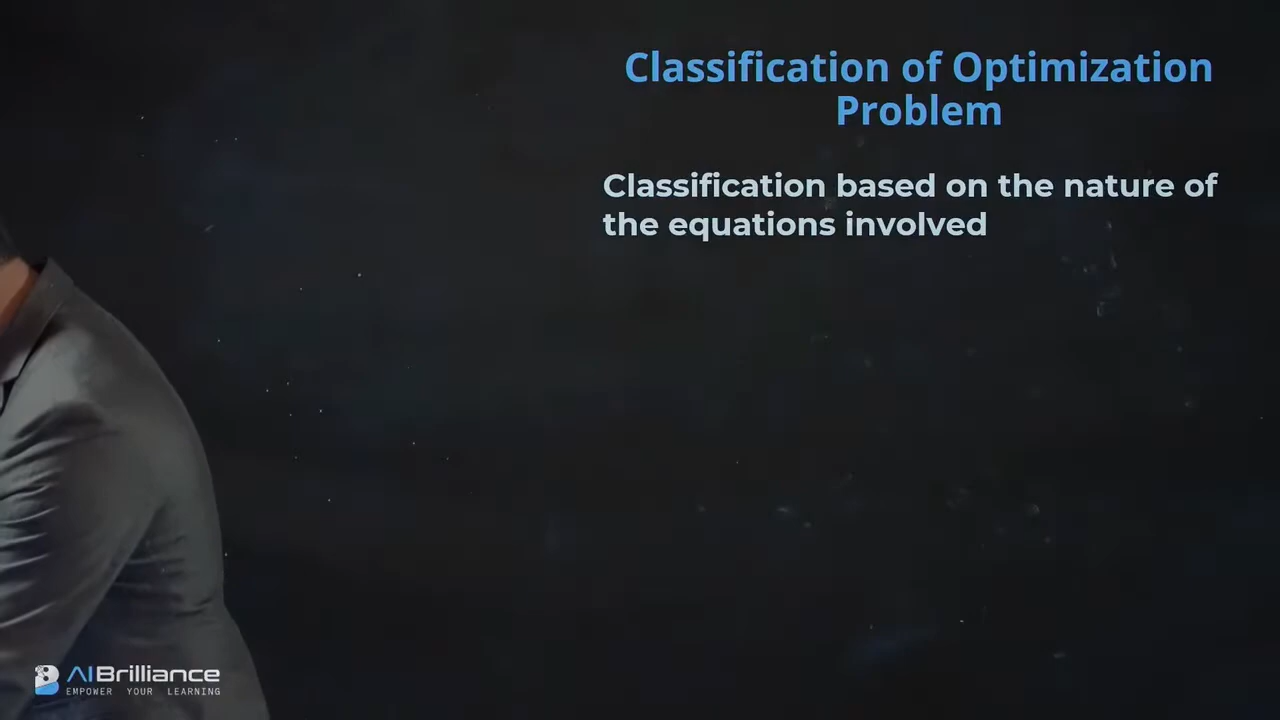 Classification of Optimization
Problem
Classification based on the nature of
the equations involved
AIBrilliance
EMPOWER YOUR LEARNING